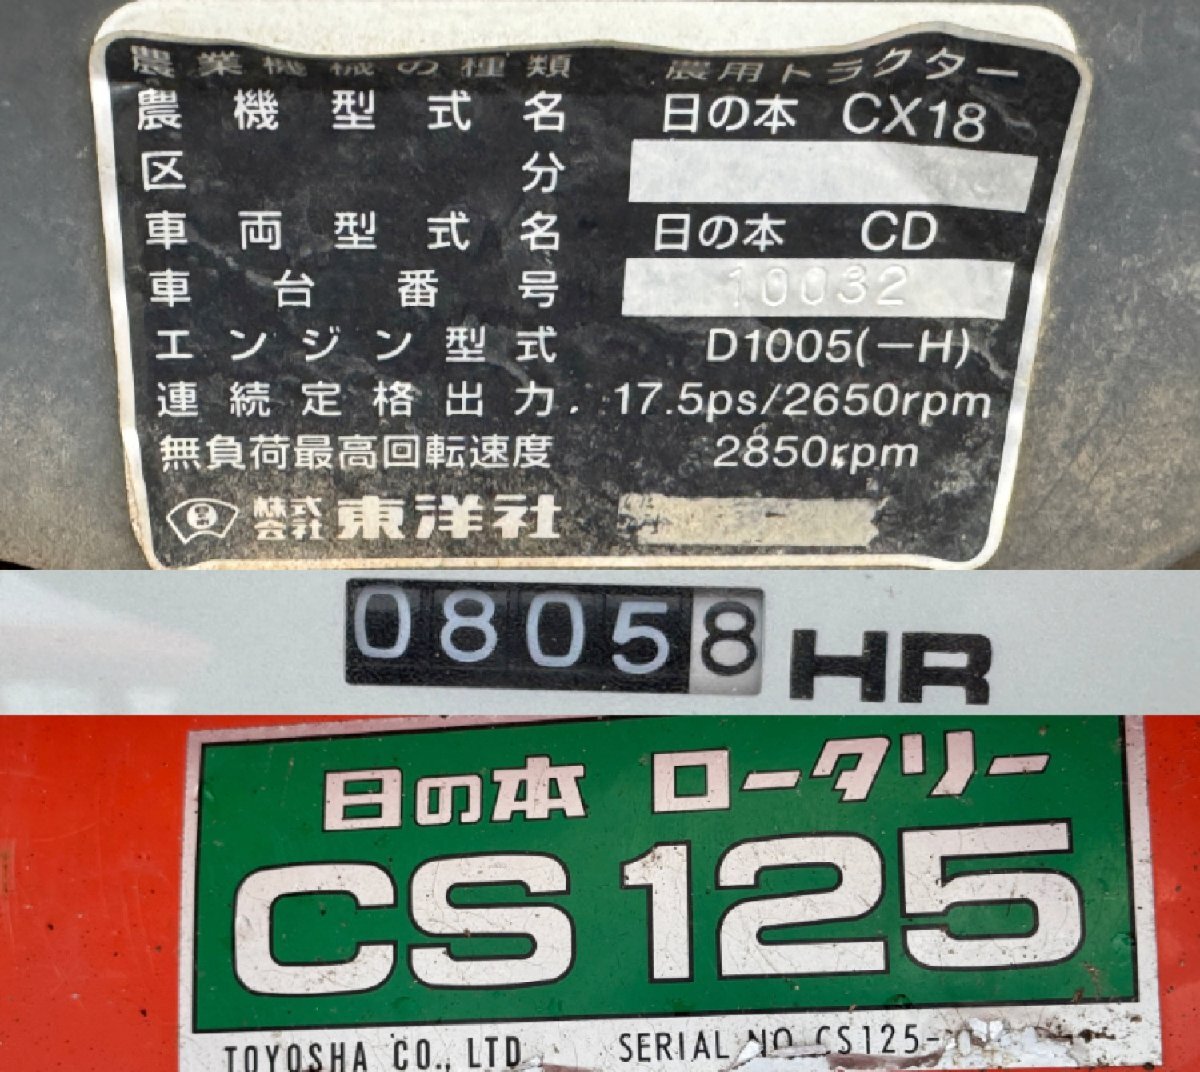 農業機械の種類 農用トラクター
農機型式名 日の本 CX18
区分
車両型式名 日の本 CD
車台番号 10032
エンジン型式 D1005(-H)
連続定格出力 17.5ps/2650rpm
無負荷最高回転速度 2850rpm
株式会社 東洋社
08058 HR
日の本 ロータリー
CS125
TOYOSHA CO., LTD SERIAL NO CS125-